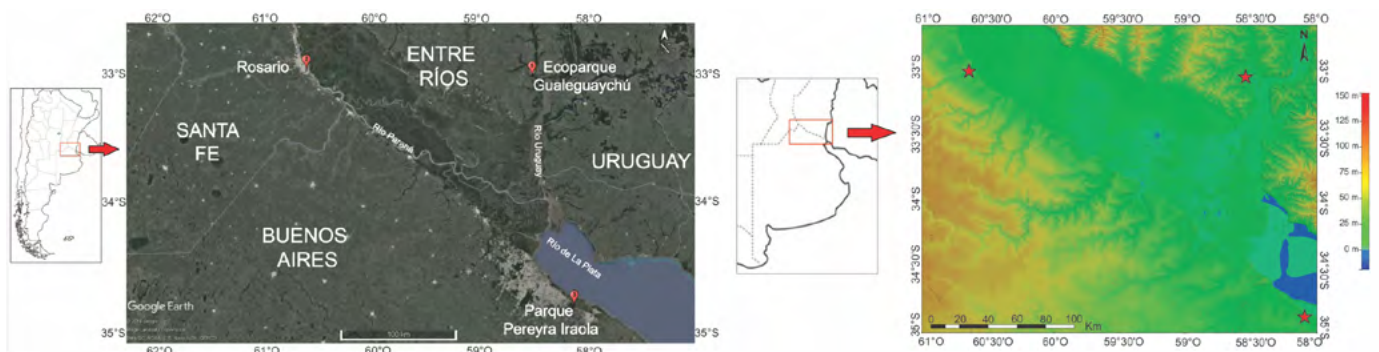 62°O
61°O
60°O
59°O
58°O
33°S
34°S
35°S
Rosario
ENTRE
RÍOS
Ecoparque
Gualeguaychú
SANTA
FE
Río Paraná
Río Uruguay
URUGUAY
BUENOS
AIRES
Río de La Plata
Parque
Pereyra Iraola
Google Earth
100 km
33°S
34°S
35°S
62°O
61°O
60°O
59°O
58°O
61°O
60°30'O
60°O
59°30'O
59°O
58°30'O
58°O
N
33°S
33°30'S
34°S
34°30'S
35°S
33°S
33°30'S
34°S
34°30'S
35°S
0 20 40 60 80 100
Km
61°O
60°30'O
60°O
59°30'O
59°O
58°30'O
58°O
150 m
125 m
100 m
75 m
50 m
25 m
0 m